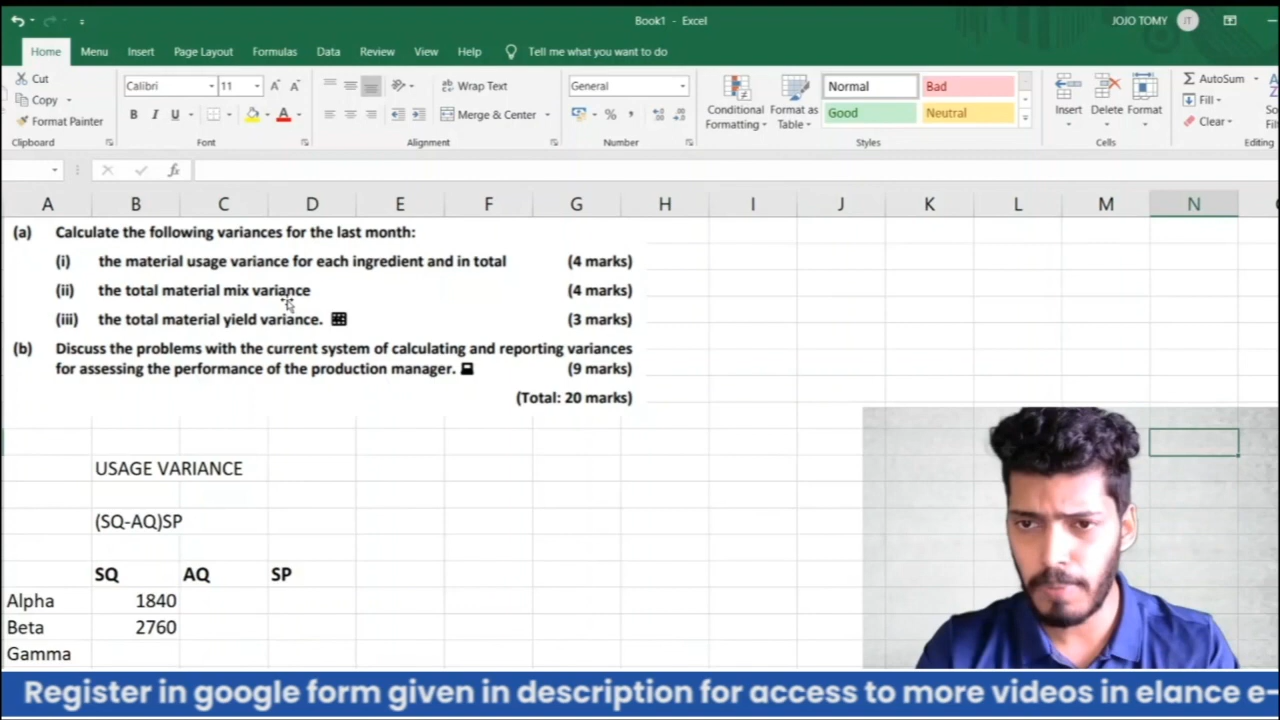 Book1 - Excel
JOJO TOMY
JT
Home Menu Insert Page Layout Formulas Data Review View Help Tell me what you want to do
Cut
Copy
Format Painter
Clipboard
Calibri 11
B I U
Font
Wrap Text
Merge & Center
Alignment
General
%
Number
Conditional Formatting
Format as Table
Normal Bad
Good Neutral
Styles
Insert Delete Format
Cells
AutoSum
Fill
Clear
Editing
fx
A B C D E F G H I J K L M N
(a) Calculate the following variances for the last month:
(i) the material usage variance for each ingredient and in total (4 marks)
(ii) the total material mix variance (4 marks)
(iii) the total material yield variance. (3 marks)
(b) Discuss the problems with the current system of calculating and reporting variances
for assessing the performance of the production manager. (9 marks)
(Total: 20 marks)
USAGE VARIANCE
(SQ-AQ)SP
SQ AQ SP
Alpha 1840
Beta 2760
Gamma
Register in google form given in description for access to more videos in elance e-